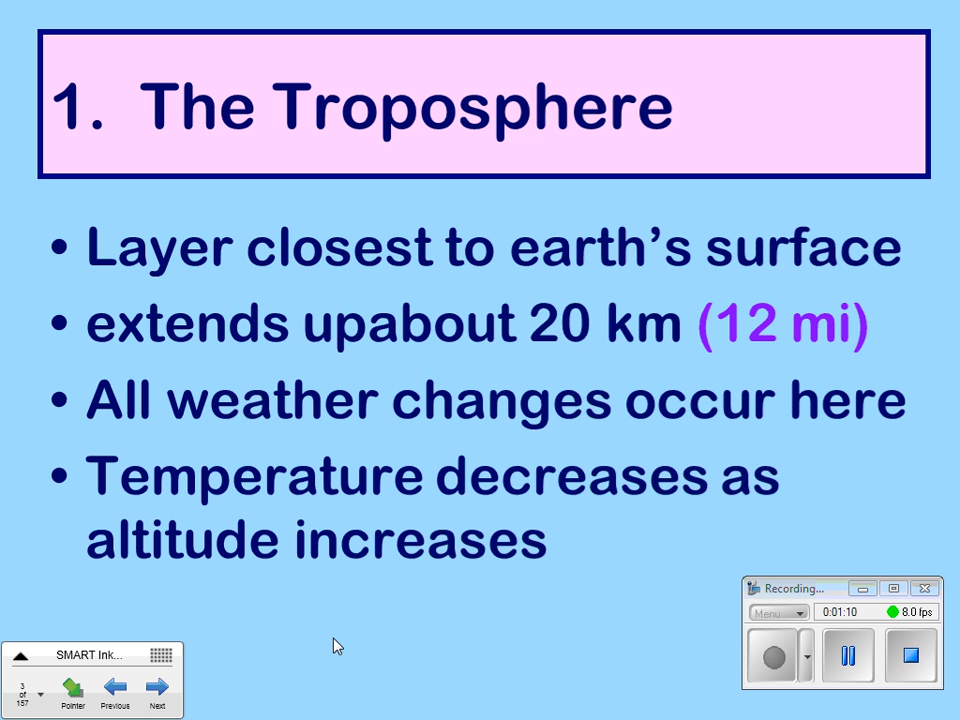 1. The Troposphere
• Layer closest to earth's surface
• extends upabout 20 km (12 mi)
• All weather changes occur here
• Temperature decreases as
altitude increases
Recording...
Menu
0:01:10
8.0 fps
SMART Ink...
3
of
157
Pointer
Previous
Next